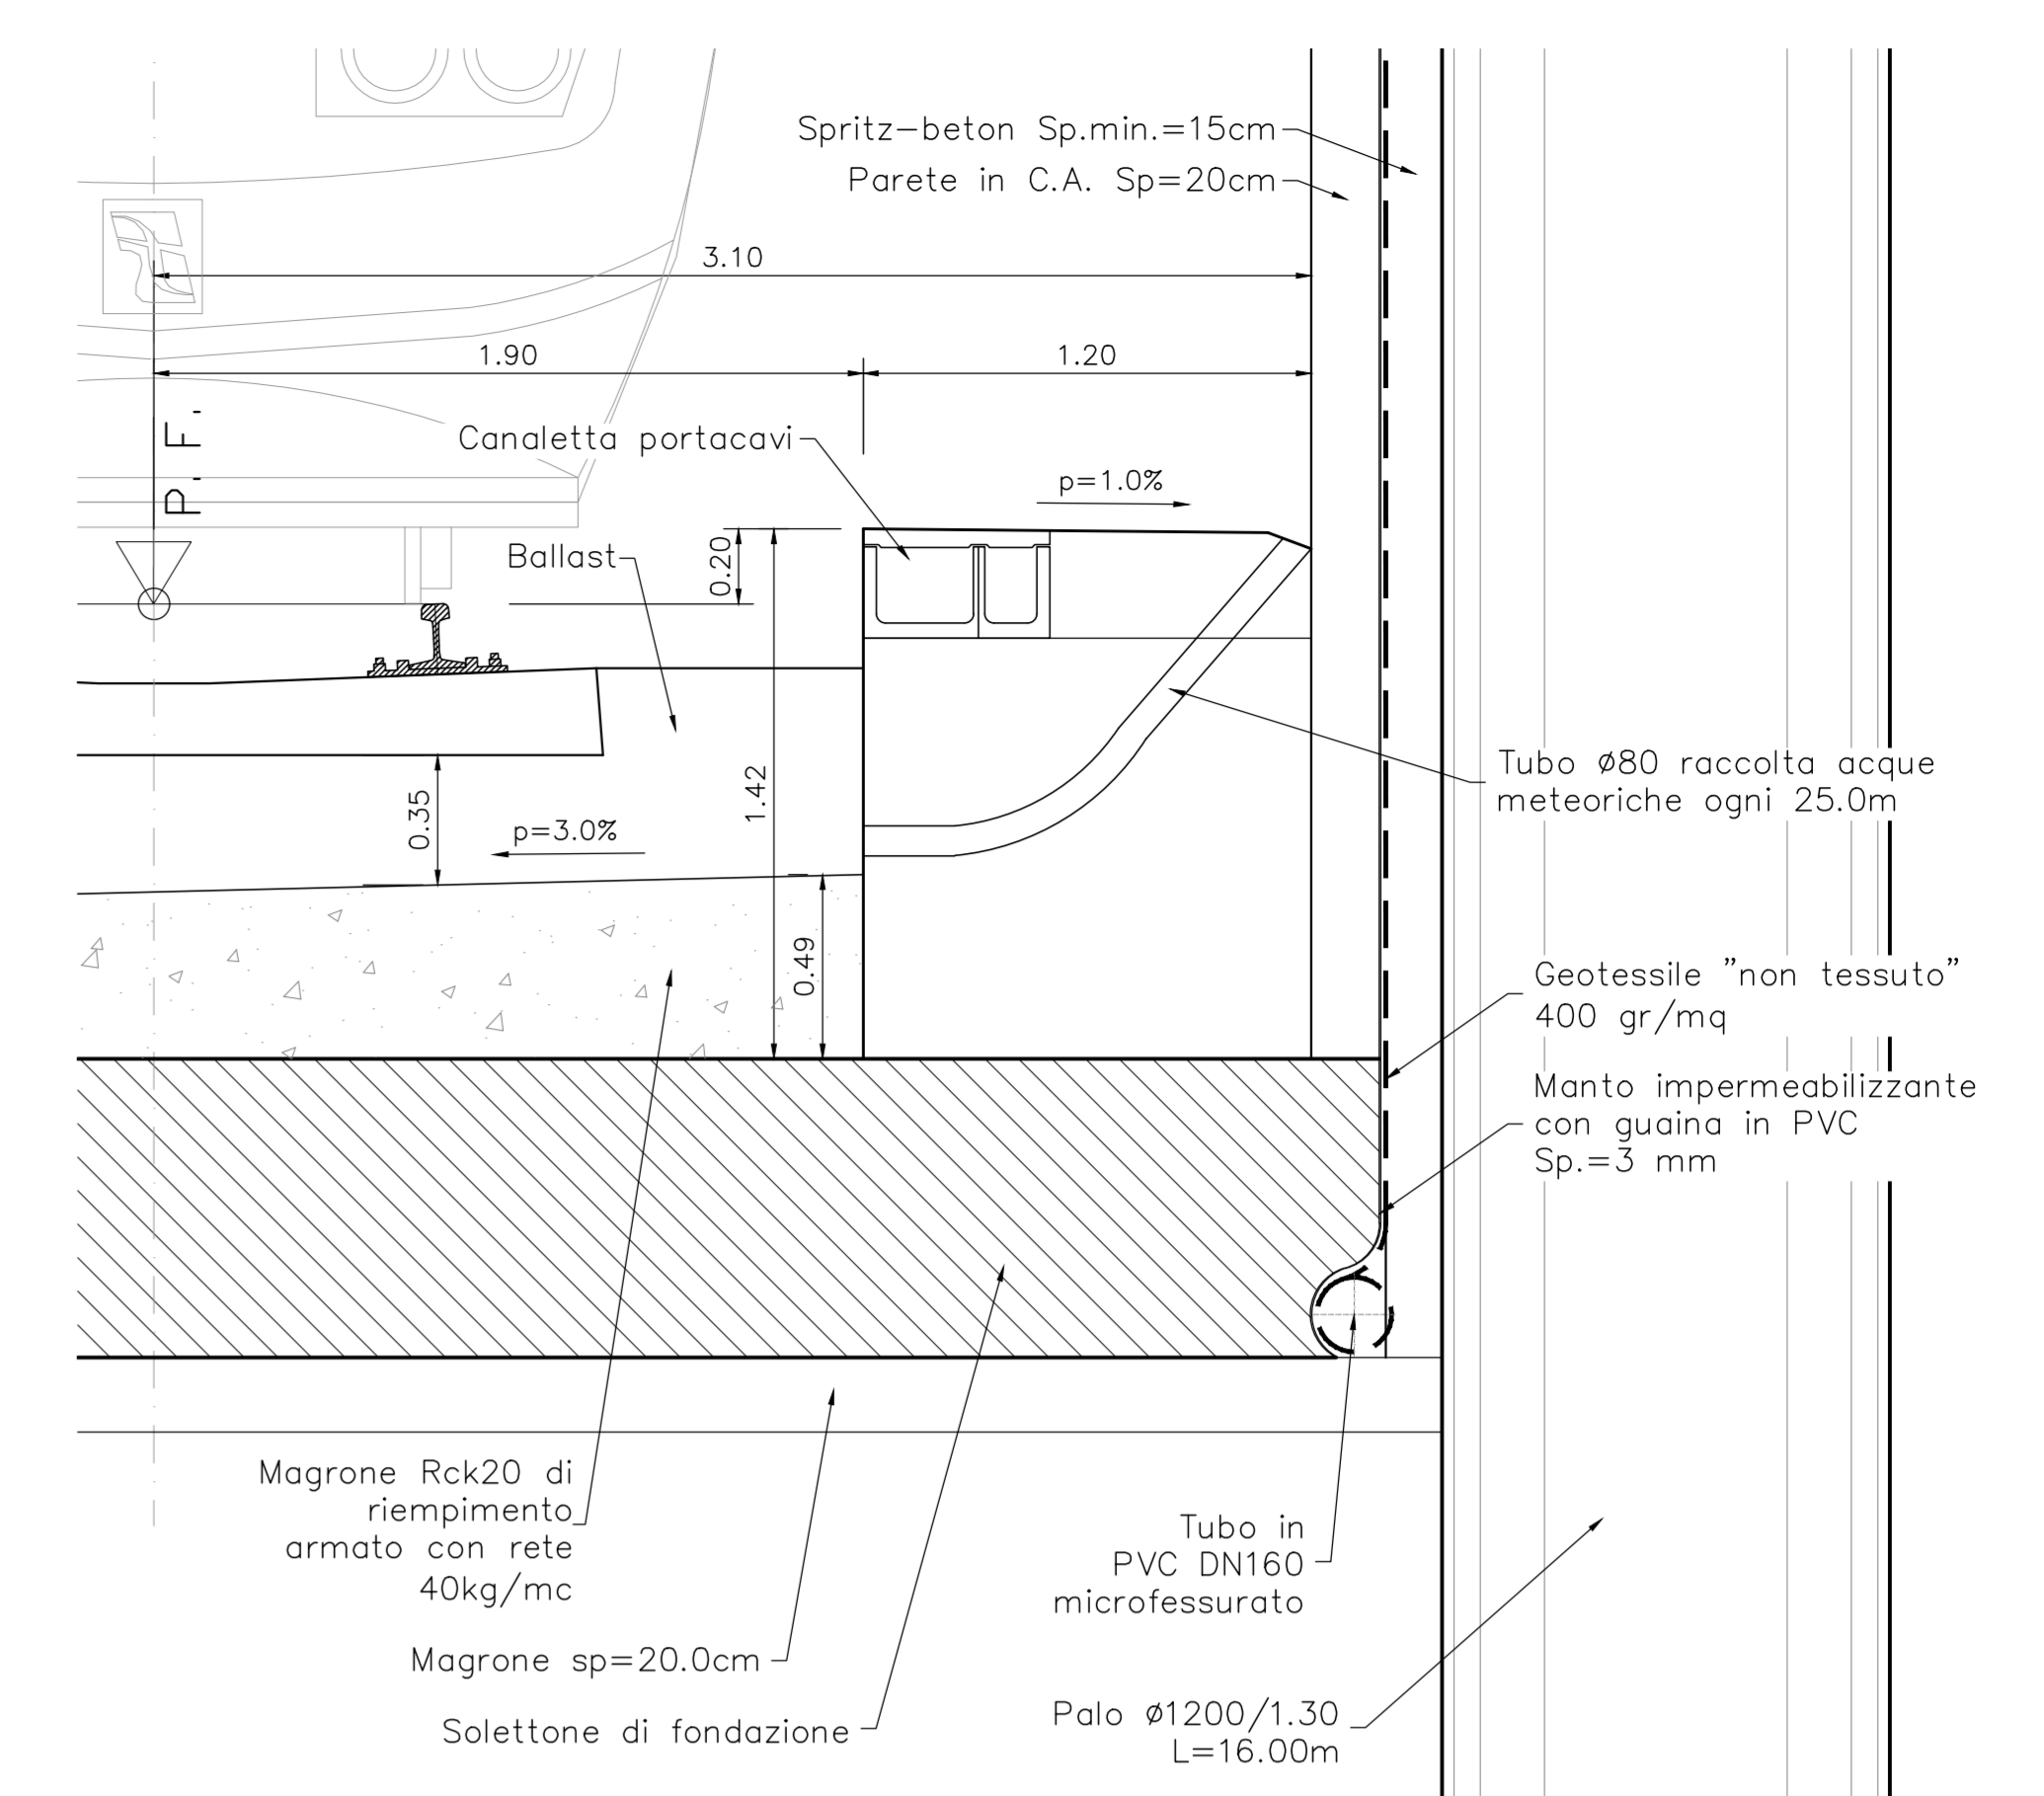 Spritz-beton Sp.min.=15cm
Parete in C.A. Sp=20cm
3.10
1.90
1.20
P. F.
Canaletta portacavi
p=1.0%
0.20
Ballast
1.42
Tubo ø80 raccolta acque
meteoriche ogni 25.0m
0.35
p=3.0%
0.49
Geotessile "non tessuto"
400 gr/mq
Manto impermeabilizzante
con guaina in PVC
Sp.=3 mm
Magrone Rck20 di
riempimento
armato con rete
40kg/mc
Tubo in
PVC DN160
microfessurato
Magrone sp=20.0cm
Solettone di fondazione
Palo ø1200/1.30
L=16.00m